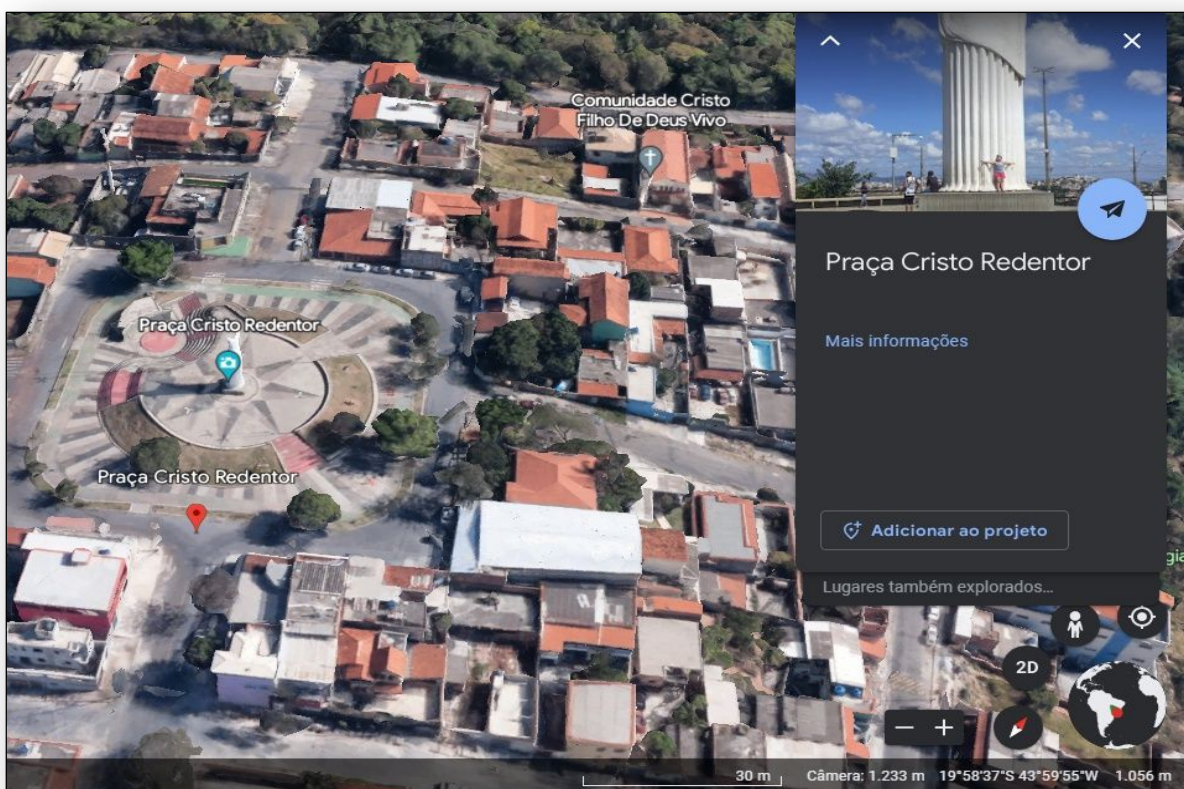 Comunidade Cristo
Filho De Deus Vivo
Praça Cristo Redentor
Praça Cristo Redentor
Praça Cristo Redentor
Mais informações
Adicionar ao projeto
Lugares também explorados...
2D
30 m
Câmera: 1.233 m 19°58'37"S 43°59'55"W 1.056 m